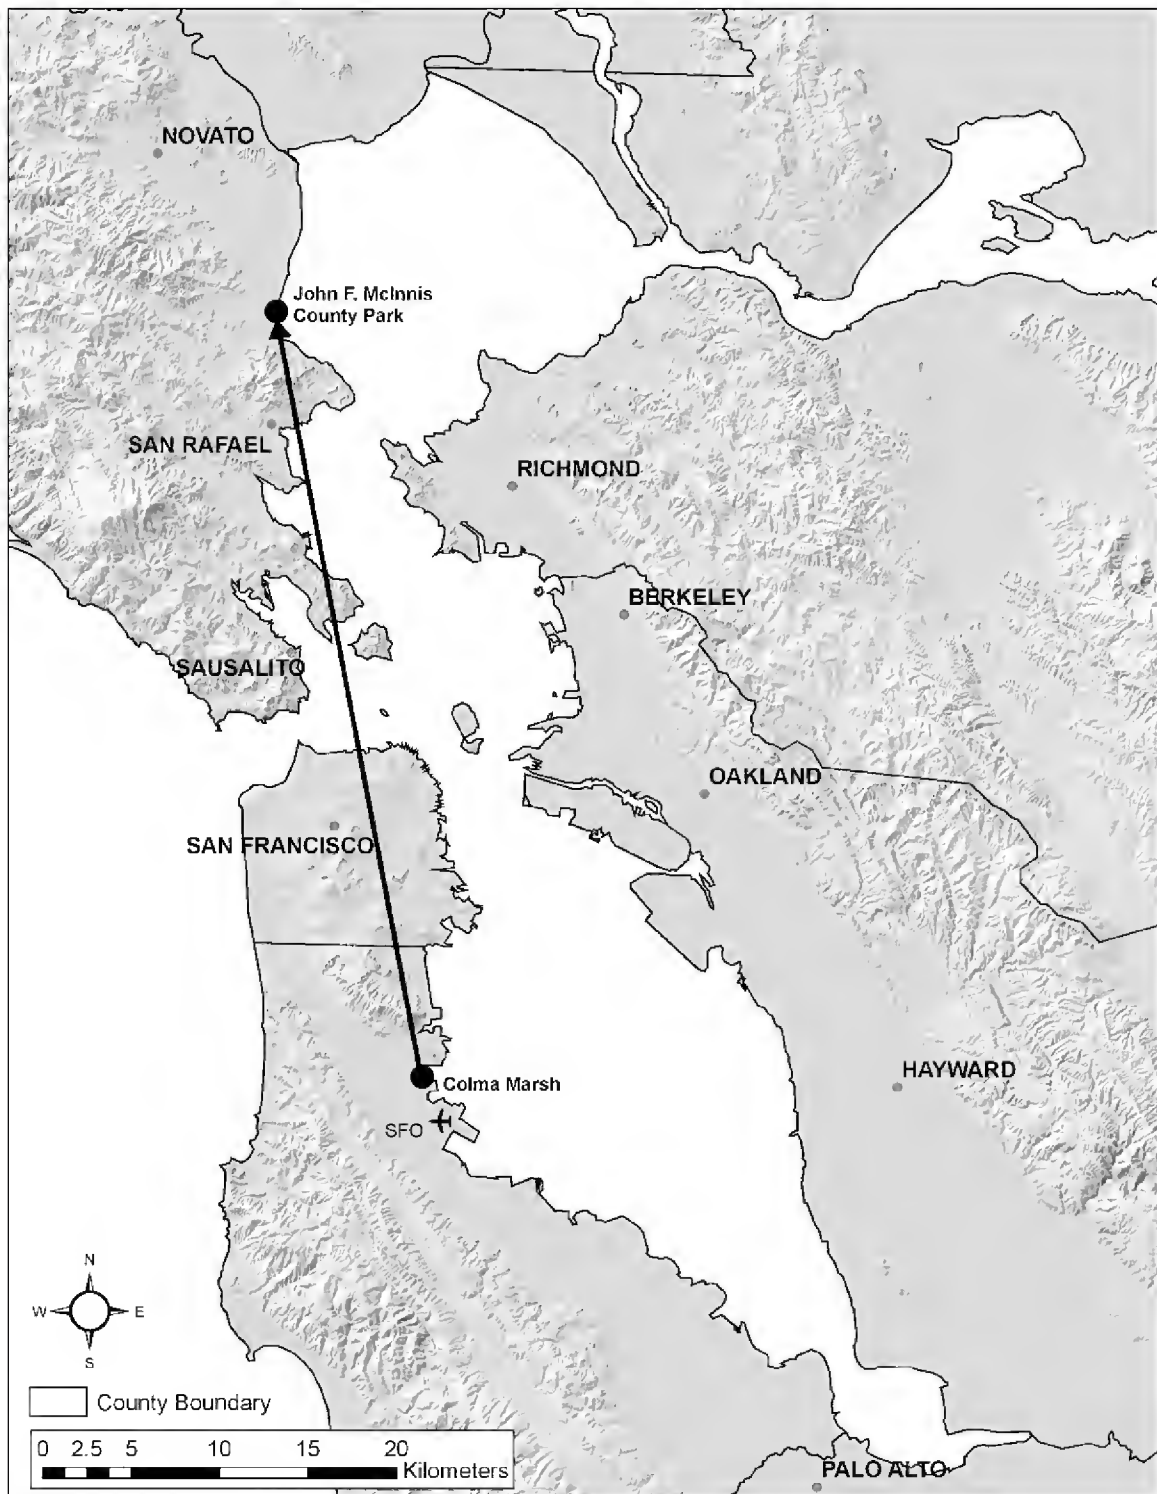 NOVATO
John F. McInnis
County Park
SAN RAFAEL
RICHMOND
BERKELEY
SAUSALITO
OAKLAND
SAN FRANCISCO
HAYWARD
Colma Marsh
SFO
N
W E
S
County Boundary
0 2.5 5 10 15 20
Kilometers
PALO ALTO